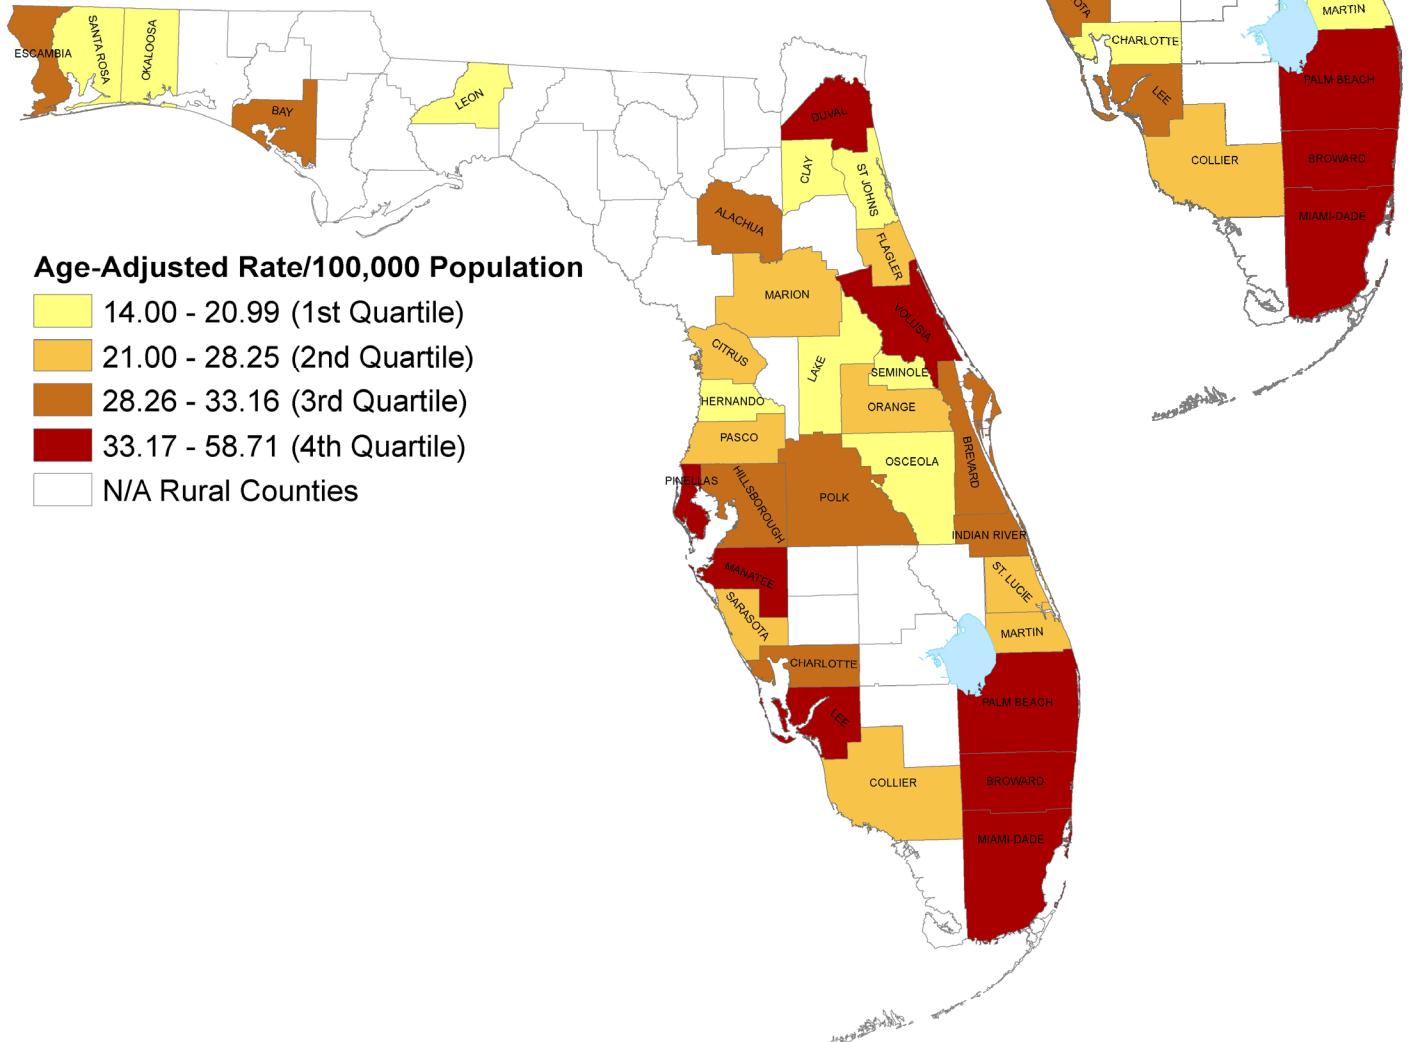 OTA
MARTIN
CHARLOTTE
PALM BEACH
LEE
COLLIER
BROWARD
MIAMI-DADE
ESCAMBIA
SANTA ROSA
OKALOOSA
BAY
LEON
DUVAL
CLAY
ST JOHNS
ALACHUA
FLAGLER
Age-Adjusted Rate/100,000 Population
14.00 - 20.99 (1st Quartile)
21.00 - 28.25 (2nd Quartile)
28.26 - 33.16 (3rd Quartile)
33.17 - 58.71 (4th Quartile)
N/A Rural Counties
MARION
VOLUSIA
CITRUS
LAKE
SEMINOLE
HERNANDO
ORANGE
PASCO
OSCEOLA
BREVARD
PINELLAS
HILLSBOROUGH
POLK
INDIAN RIVER
MANATEE
ST. LUCIE
SARASOTA
MARTIN
CHARLOTTE
PALM BEACH
LEE
COLLIER
BROWARD
MIAMI-DADE